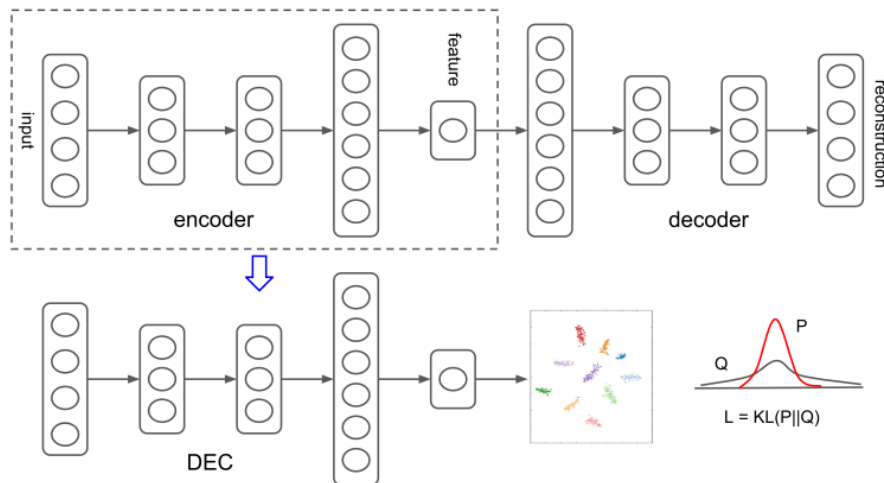 input
encoder
feature
decoder
reconstruction
DEC
Q
P
L = KL(P||Q)